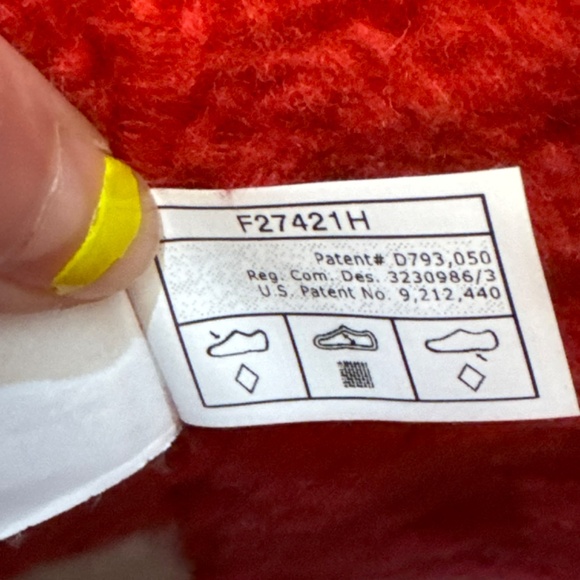 F27421H
Patent# D793,050
Reg. Com. Des. 3230986/3
U.S. Patent No. 9,212,440